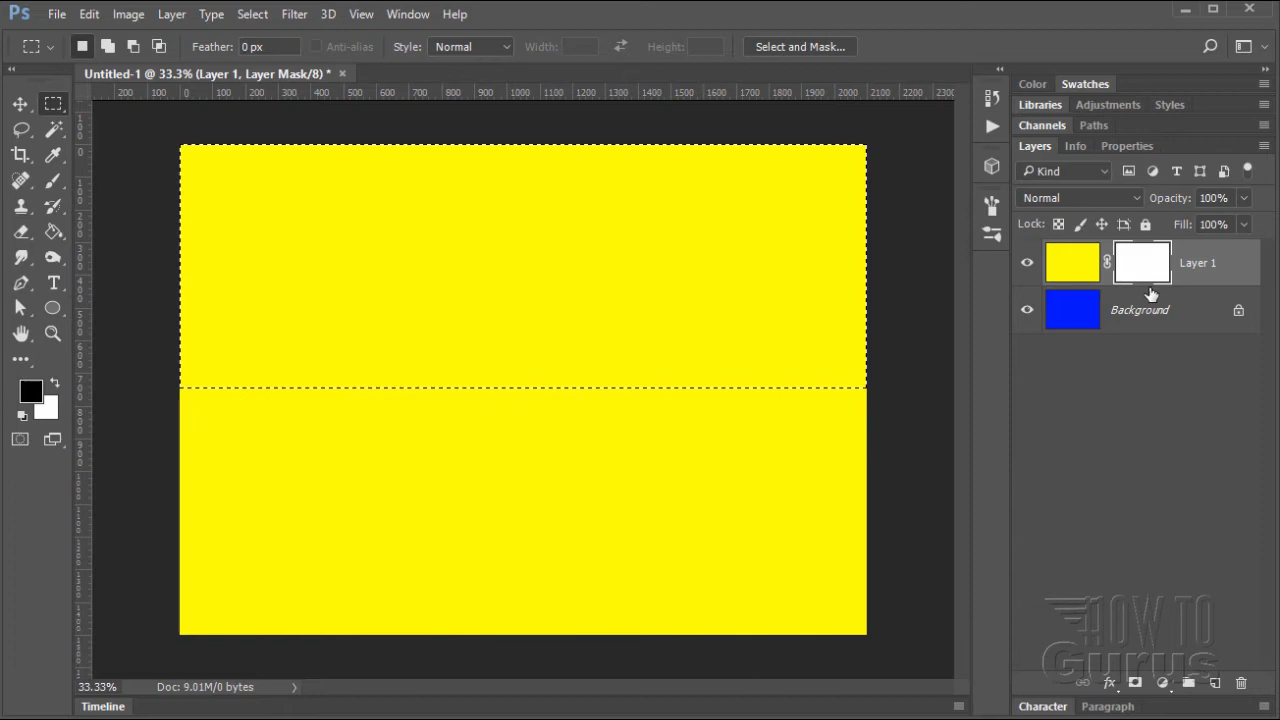 Ps File Edit Image Layer Type Select Filter 3D View Window Help
Feather: 0 px Anti-alias Style: Normal Width: Height: Select and Mask...
Untitled-1 @ 33.3% (Layer 1, Layer Mask/8) * ×
200 100 0 100 200 300 400 500 600 700 800 900 1000 1100 1200 1300 1400 1500 1600 1700 1800 1900 2000 2100 2200 2300
Color Swatches
Libraries Adjustments Styles
Channels Paths
Layers Info Properties
Kind
Normal Opacity: 100%
Lock: Fill: 100%
Layer 1
Background
HOW TO
Gurus
33.33% Doc: 9.01M/0 bytes
fx
Timeline
Character Paragraph